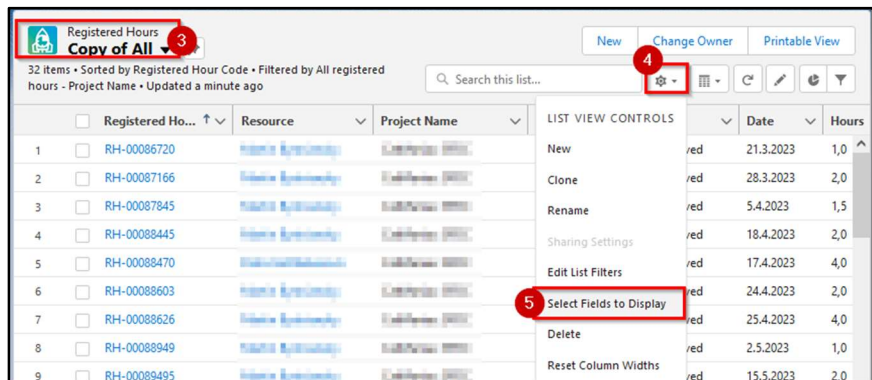 Registered Hours
Copy of All
3
New
Change Owner
Printable View
32 items • Sorted by Registered Hour Code • Filtered by All registered
hours - Project Name • Updated a minute ago
Search this list...
4
Registered Ho...
Resource
Project Name
Date
Hours
LIST VIEW CONTROLS
New
Clone
Rename
Sharing Settings
Edit List Filters
5
Select Fields to Display
Delete
Reset Column Widths
1 RH-00086720 ved 21.3.2023 1,0
2 RH-00087166 ved 28.3.2023 2,0
3 RH-00087845 ved 5.4.2023 1,5
4 RH-00088445 ved 18.4.2023 2,0
5 RH-00088470 ved 17.4.2023 4,0
6 RH-00088603 ved 24.4.2023 2,0
7 RH-00088626 ved 25.4.2023 4,0
8 RH-00088949 ved 2.5.2023 1,0
9 RH-00089495 ved 15.5.2023 2,0